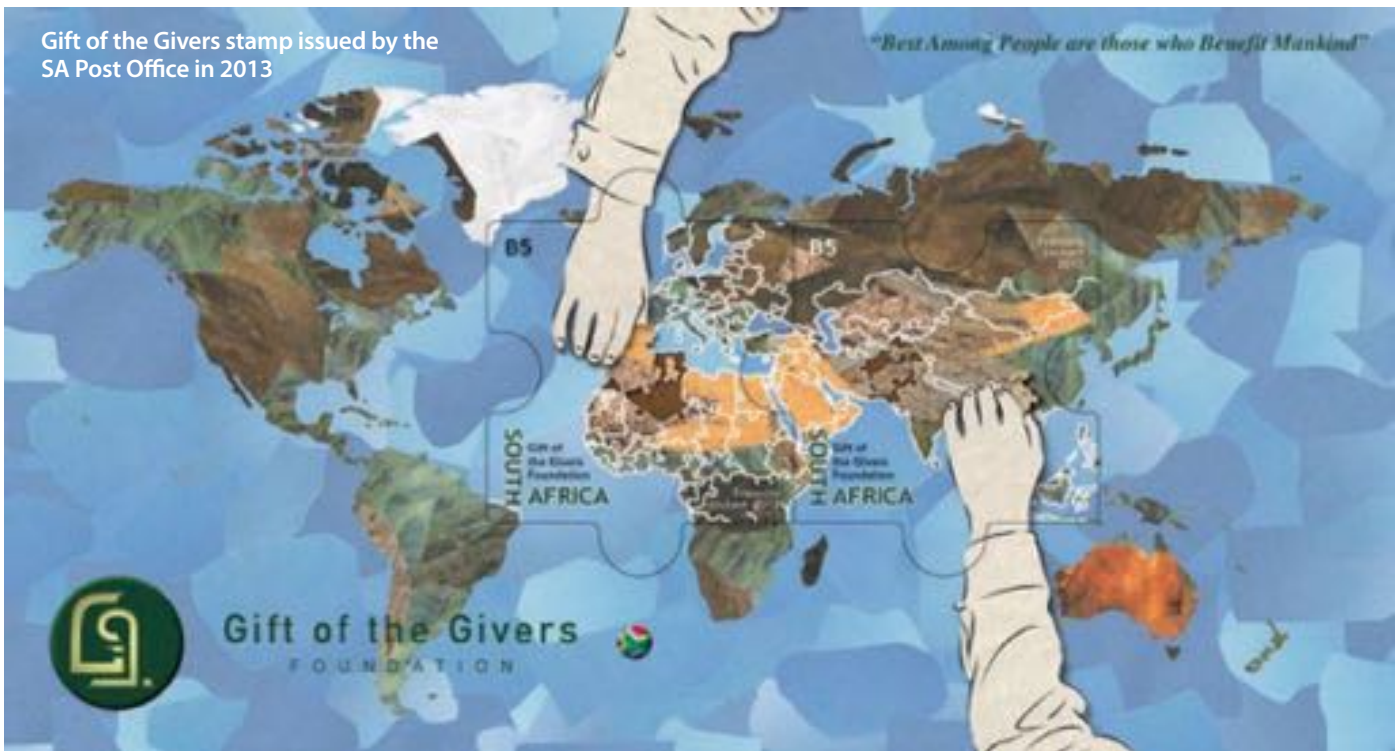 Gift of the Givers stamp issued by the
SA Post Office in 2013
“Best Among People are those who Benefit Mankind”
B5
B5
SOUTH
Gift of
the Givers
Foundation
AFRICA
SOUTH
Gift of
the Givers
Foundation
AFRICA
Gift of the Givers
FOUNDATION